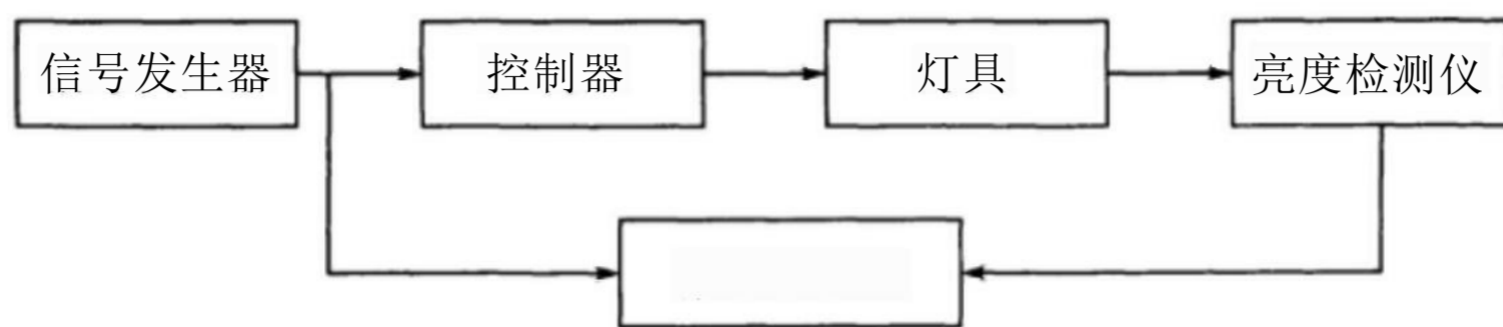 信号发生器
控制器
灯具
亮度检测仪